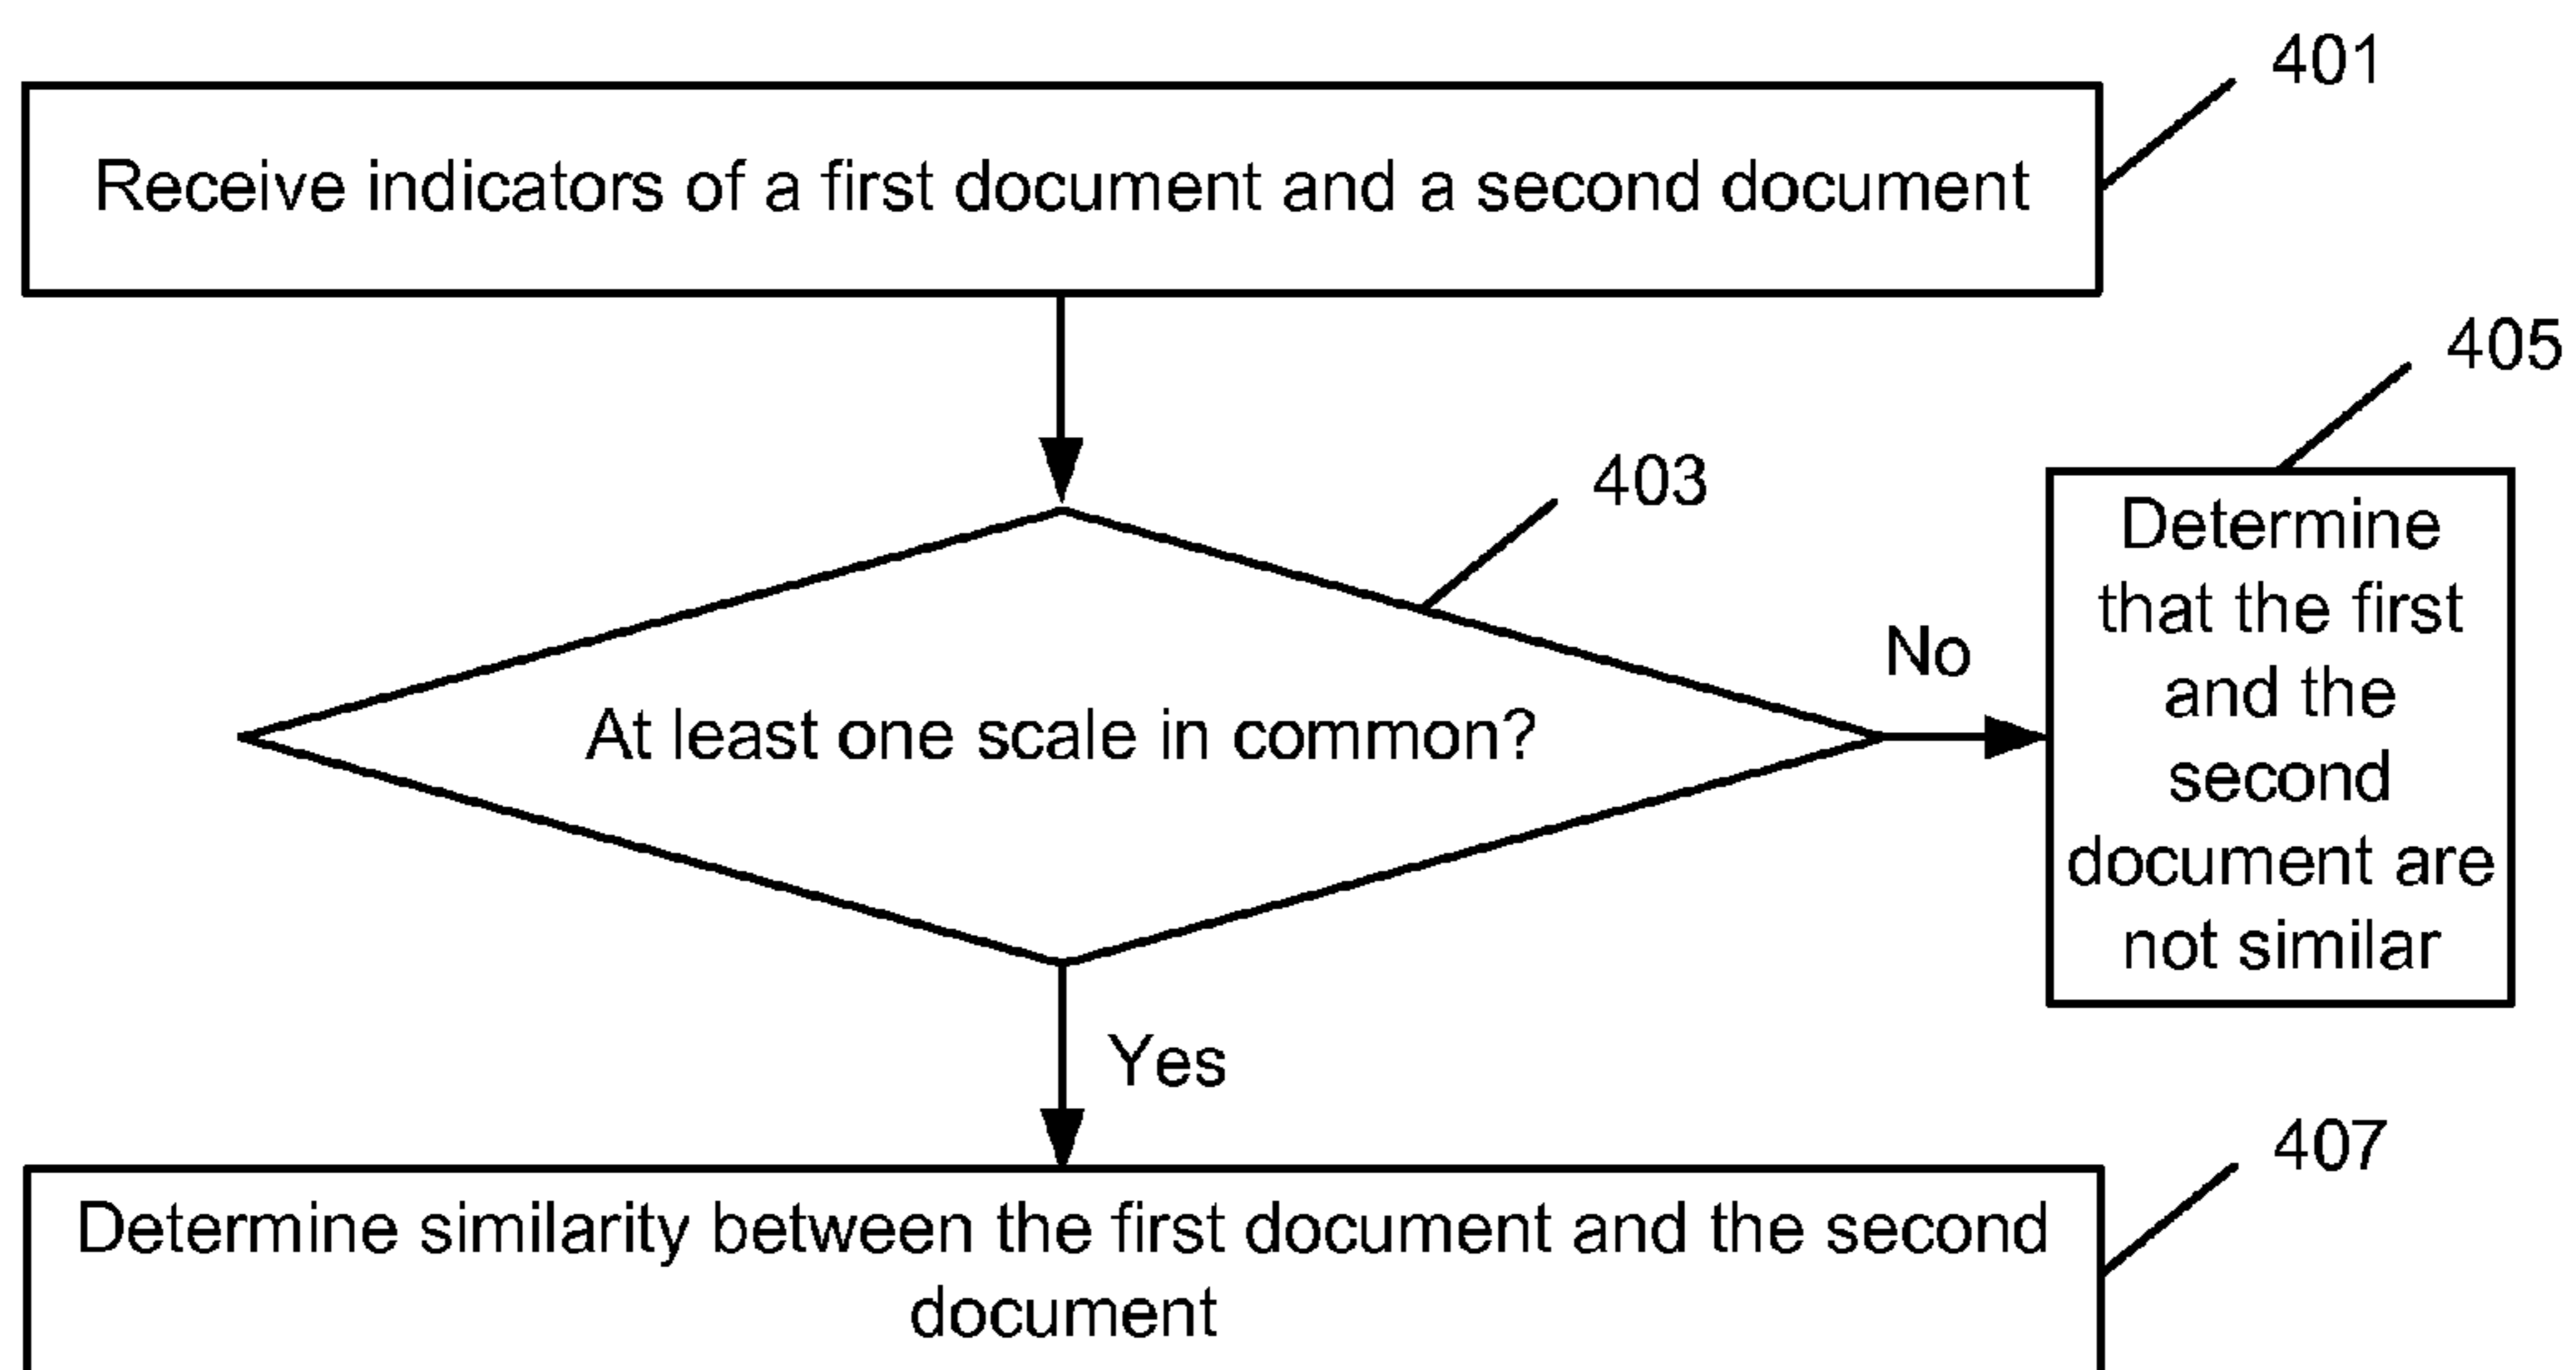 401
Receive indicators of a first document and a second document
403
At least one scale in common?
No
405
Determine
that the first
and the
second
document are
not similar
Yes
407
Determine similarity between the first document and the second
document